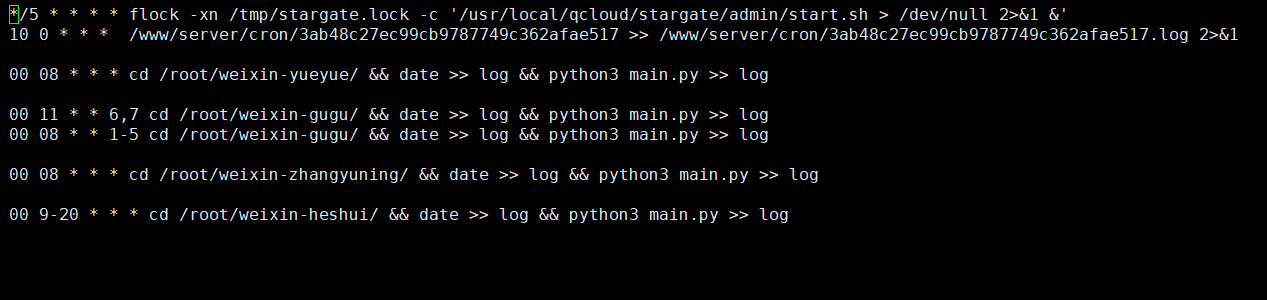 */5 * * * * flock -xn /tmp/stargate.lock -c '/usr/local/qcloud/stargate/admin/start.sh > /dev/null 2>&1 &'
10 0 * * *  /www/server/cron/3ab48c27ec99cb9787749c362afae517 >> /www/server/cron/3ab48c27ec99cb9787749c362afae517.log 2>&1
00 08 * * * cd /root/weixin-yueyue/ && date >> log && python3 main.py >> log
00 11 * * 6,7 cd /root/weixin-gugu/ && date >> log && python3 main.py >> log
00 08 * * 1-5 cd /root/weixin-gugu/ && date >> log && python3 main.py >> log
00 08 * * * cd /root/weixin-zhangyuning/ && date >> log && python3 main.py >> log
00 9-20 * * * cd /root/weixin-heshui/ && date >> log && python3 main.py >> log